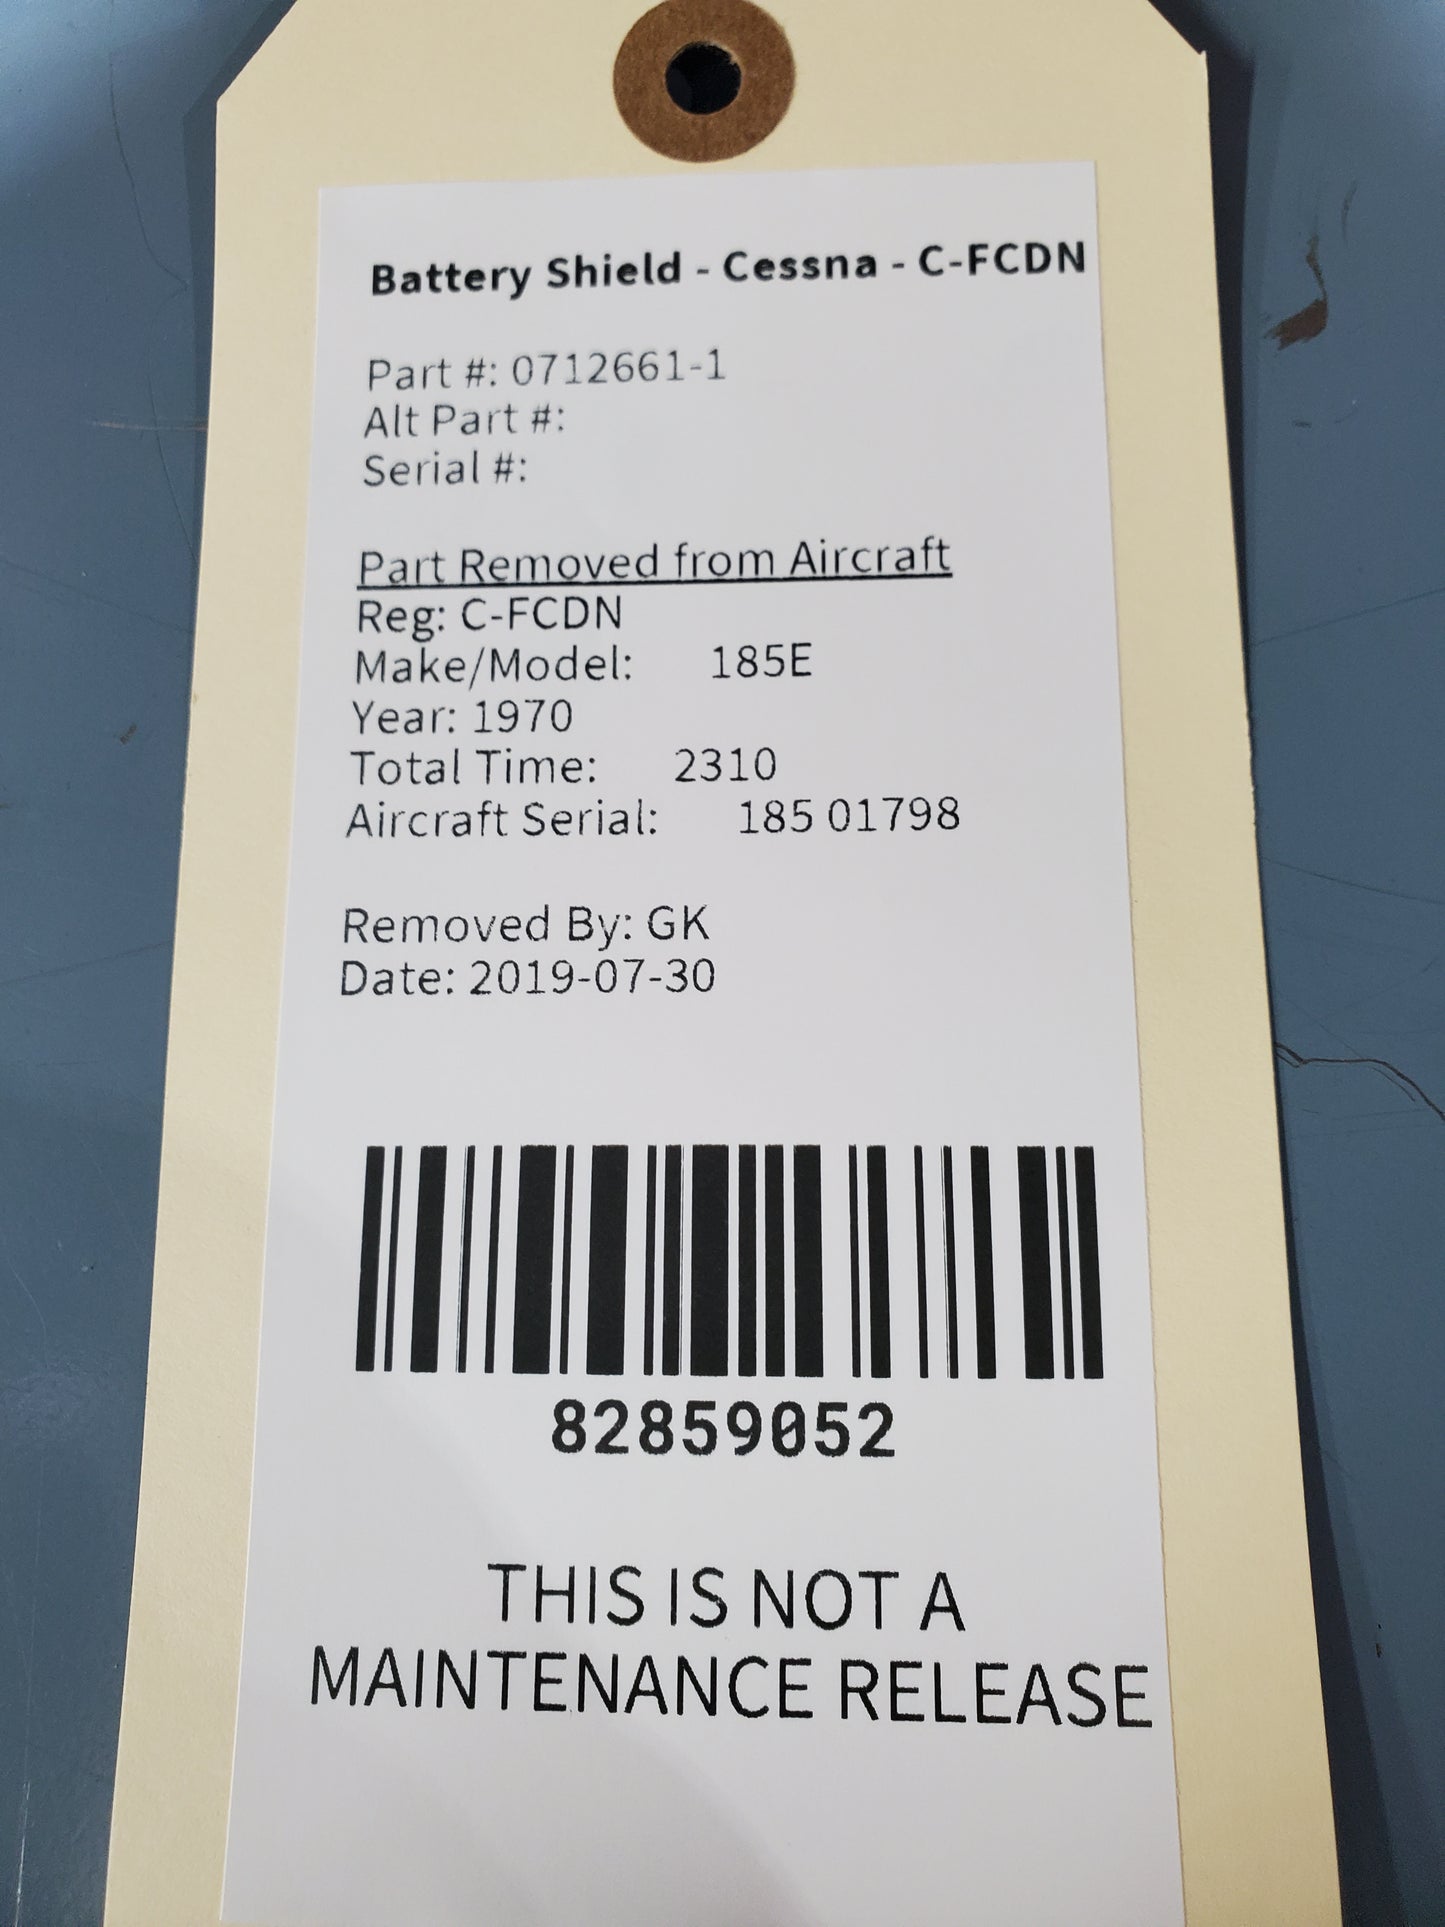 Battery Shield - Cessna - C-FCDN
Part #: 0712661-1
Alt Part #:
Serial #:
Part Removed from Aircraft
Reg: C-FCDN
Make/Model: 185E
Year: 1970
Total Time: 2310
Aircraft Serial: 185 01798
Removed By: GK
Date: 2019-07-30
82859052
THIS IS NOT A
MAINTENANCE RELEASE